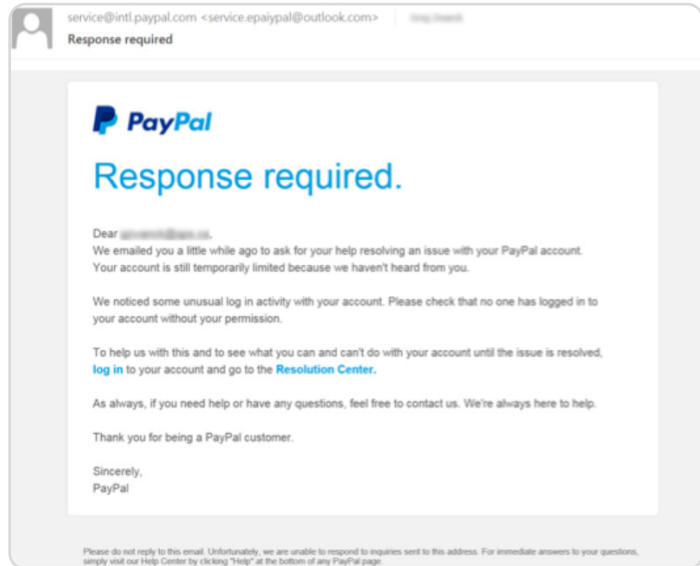 service@intl.paypal.com <service.epaiypal@outlook.com>
Response required
PayPal
Response required.
Dear
We emailed you a little while ago to ask for your help resolving an issue with your PayPal account.
Your account is still temporarily limited because we haven't heard from you.
We noticed some unusual log in activity with your account. Please check that no one has logged in to
your account without your permission.
To help us with this and to see what you can and can't do with your account until the issue is resolved,
log in to your account and go to the Resolution Center.
As always, if you need help or have any questions, feel free to contact us. We're always here to help.
Thank you for being a PayPal customer.
Sincerely,
PayPal
Please do not reply to this email. Unfortunately, we are unable to respond to inquiries sent to this address. For immediate answers to your questions,
simply visit our Help Center by clicking "Help" at the bottom of any PayPal page.